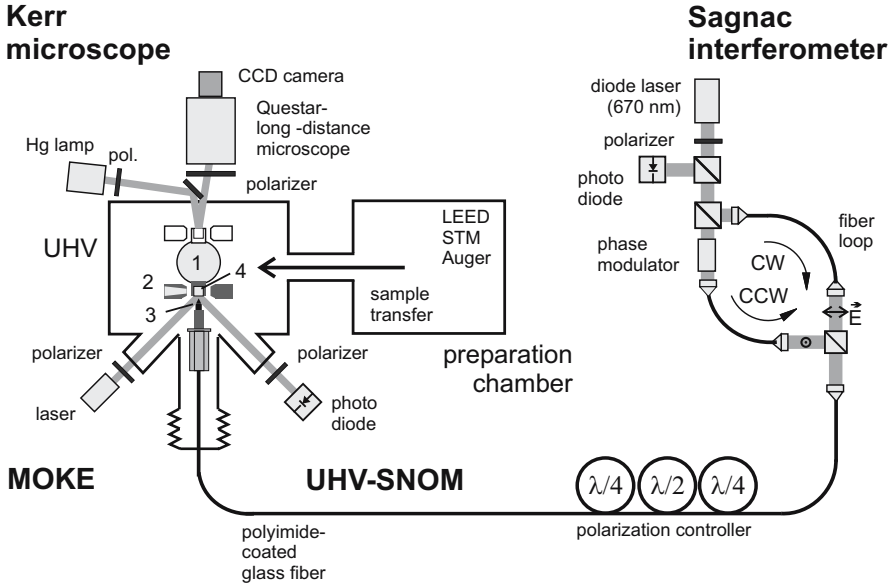 Kerr
microscope
Sagnac
interferometer
CCD camera
Questar-
long -distance
microscope
Hg lamp
pol.
polarizer
diode laser
(670 nm)
polarizer
photo
diode
phase
modulator
fiber
loop
CW
CCW
E
UHV
1
2
3
4
LEED
STM
Auger
sample
transfer
preparation
chamber
polarizer
laser
polarizer
photo
diode
MOKE
UHV-SNOM
λ/4
λ/2
λ/4
polarization controller
polyimide-
coated
glass fiber